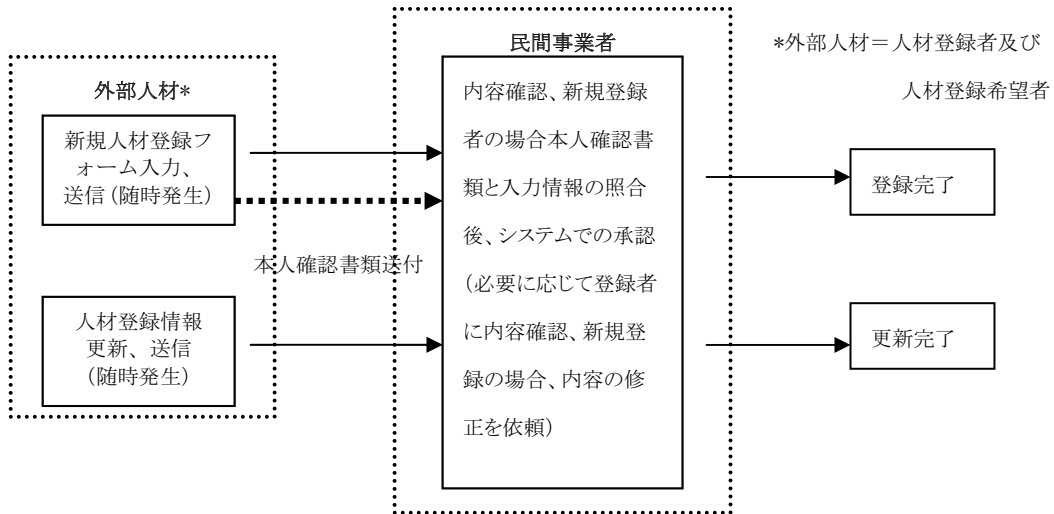 民間事業者
*外部人材＝人材登録者及び
人材登録希望者
外部人材*
新規人材登録フ
ォーム入力、
送信（随時発生）
本人確認書類送付
人材登録情報
更新、送信
（随時発生）
内容確認、新規登録
者の場合本人確認書
類と入力情報の照合
後、システムでの承認
（必要に応じて登録者
に内容確認、新規登
録の場合、内容の修
正を依頼）
登録完了
更新完了